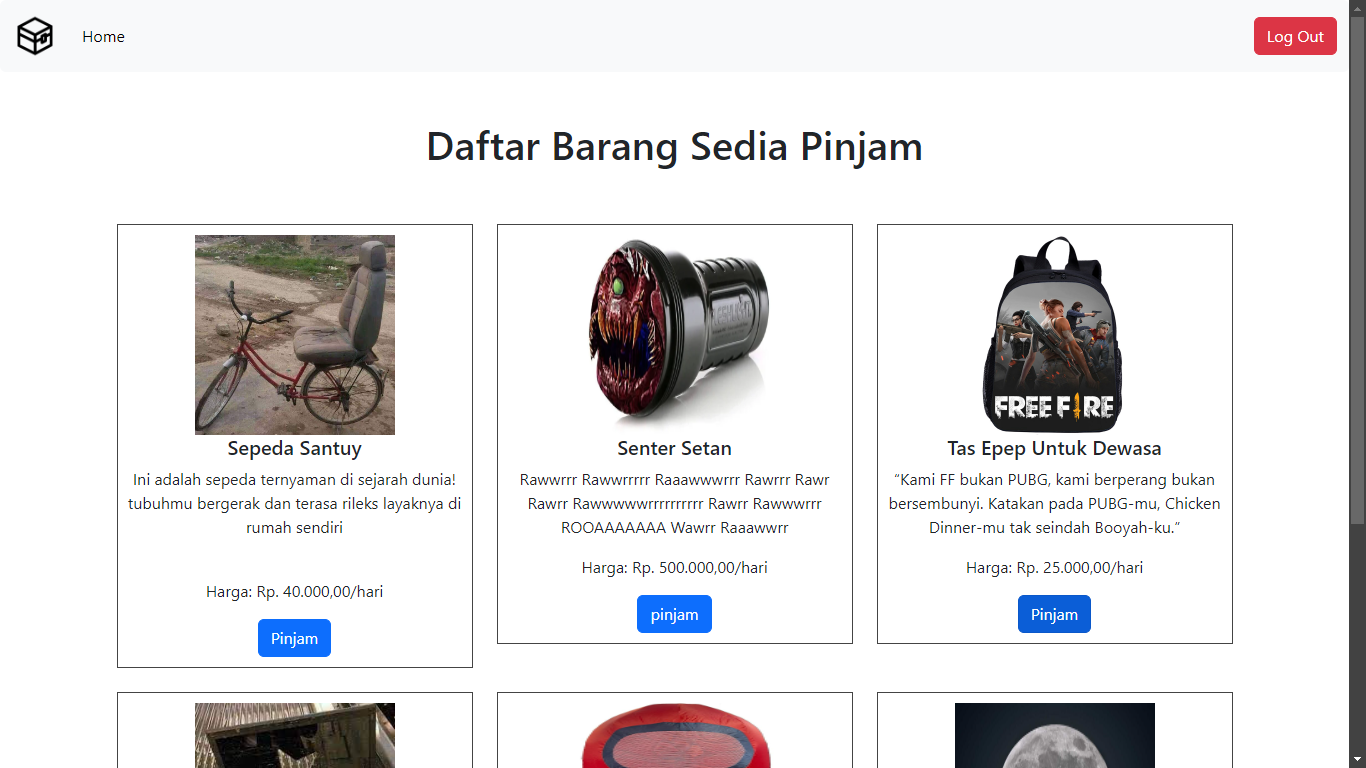 Home
Log Out
Daftar Barang Sedia Pinjam
FREE FIRE
Sepeda Santuy
Ini adalah sepeda ternyaman di sejarah dunia!
tubuhmu bergerak dan terasa rileks layaknya di
rumah sendiri
Harga: Rp. 40.000,00/hari
Pinjam
Senter Setan
Rawwrrr Rawwrrrrr Raaawwwrrr Rawrrr Rawr
Rawrr Rawwwwwrrrrrrrrrr Rawrr Rawwwrrr
ROOAAAAAAA Wawrr Raaawwrr
Harga: Rp. 500.000,00/hari
pinjam
Tas Epep Untuk Dewasa
“Kami FF bukan PUBG, kami berperang bukan
bersembunyi. Katakan pada PUBG-mu, Chicken
Dinner-mu tak seindah Booyah-ku.”
Harga: Rp. 25.000,00/hari
Pinjam